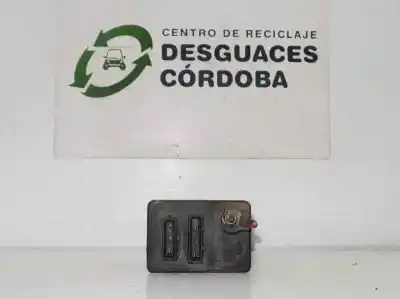 CENTRO DE RECICLAJE
DESGUACES
CÓRDOBA